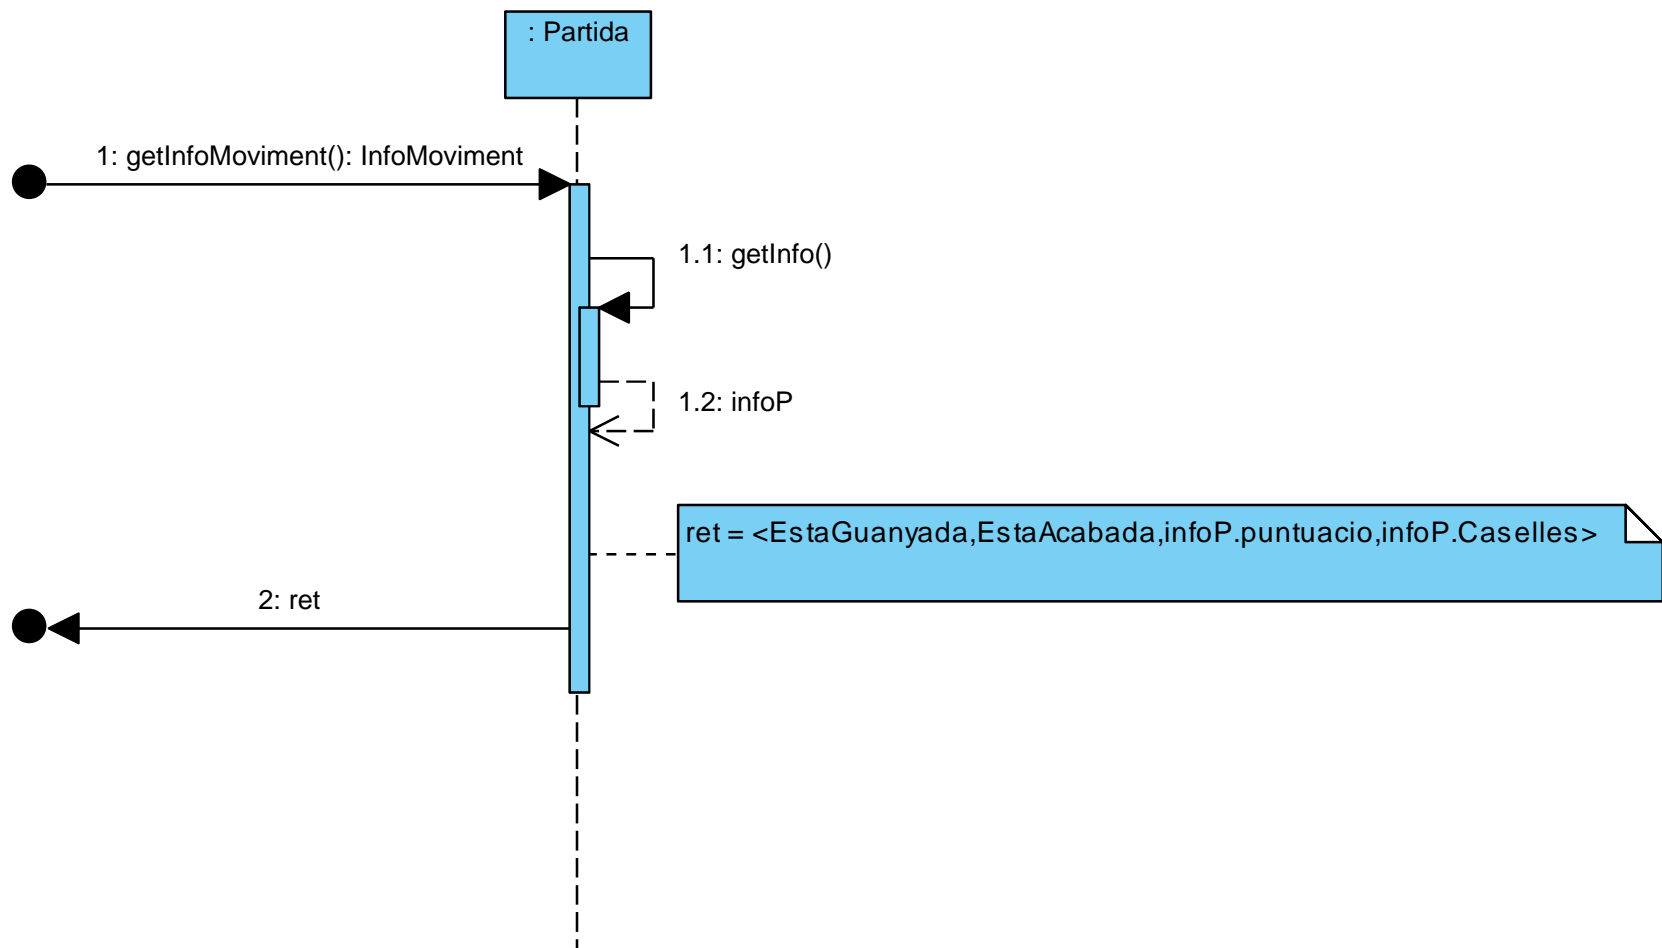 : Partida
1: getInfoMoviment(): InfoMoviment
1.1: getInfo()
1.2: infoP
ret = <EstaGuanyada,EstaAcabada,infoP.puntuacio,infoP.Caselles>
2: ret